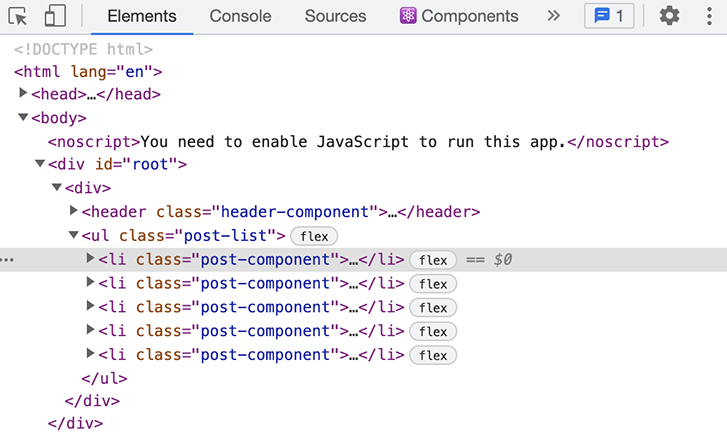 Elements Console Sources Components » 1
<!DOCTYPE html>
<html lang="en">
<head>…</head>
<body>
<noscript>You need to enable JavaScript to run this app.</noscript>
<div id="root">
<div>
<header class="header-component">…</header>
<ul class="post-list"> flex
… <li class="post-component">…</li> flex == $0
<li class="post-component">…</li> flex
<li class="post-component">…</li> flex
<li class="post-component">…</li> flex
<li class="post-component">…</li> flex
</ul>
</div>
</div>